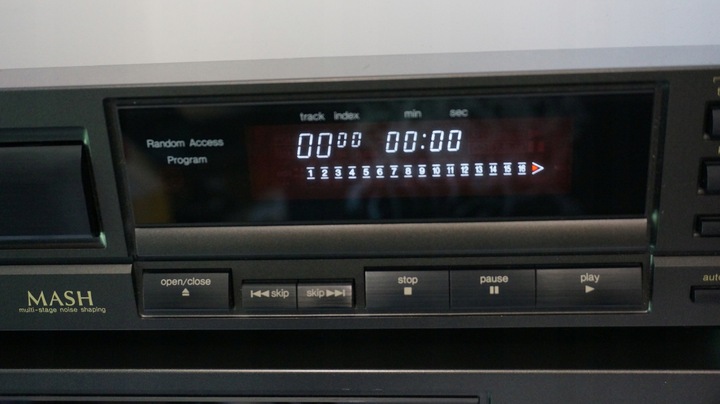 track index min sec
Random Access
Program
00 00 00:00
1 2 3 4 5 6 7 8 9 10 11 12 13 14 15 16
open/close
skip skip
stop
pause
play
MASH
multi-stage noise shaping
auto